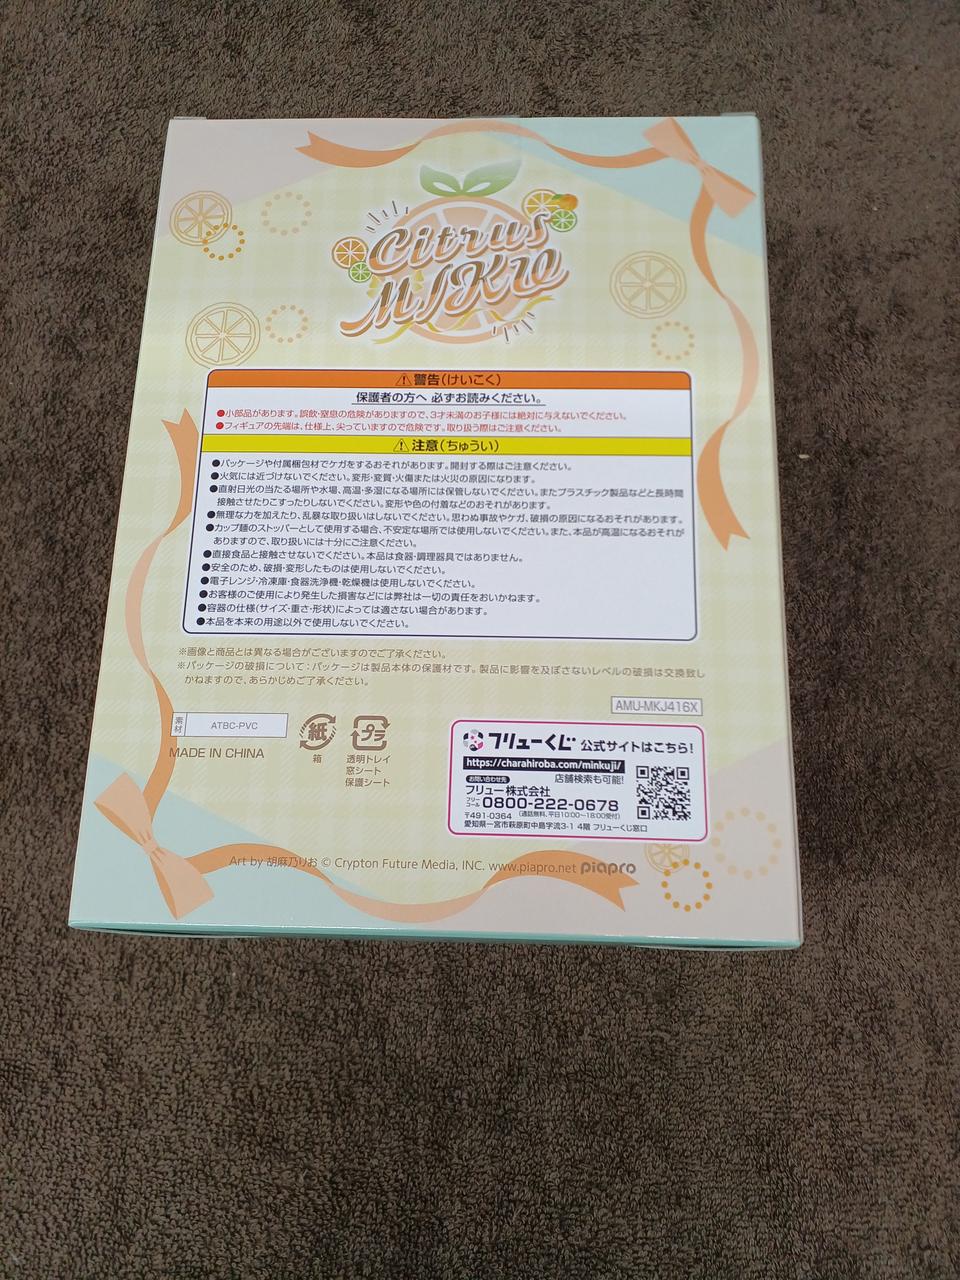 Citrus
MIKU
⚠警告(けいこく)
保護者の方へ 必ずお読みください。
●小部品があります。誤飲・窒息の危険がありますので、3才未満のお子様には絶対に与えないでください。
●フィギュアの先端は、仕様上、尖っていますので危険です。取り扱う際はご注意ください。
⚠注意(ちゅうい)
●パッケージや付属梱包材でケガをするおそれがあります。開封する際はご注意ください。
●火気には近づけないでください。変形・変質・火傷または火災の原因になります。
●直射日光の当たる場所や水場、高温・多湿になる場所には保管しないでください。またプラスチック製品などと長時間
接触させたりこすったりしないでください。変形や色の付着などのおそれがあります。
●無理な力を加えたり、乱暴な取り扱いはしないでください。思わぬ事故やケガ、破損の原因になるおそれがあります。
●カップ麺のストッパーとして使用する場合、不安定な場所では使用しないでください。また、本品が高温になるおそれが
ありますので、取り扱いには十分にご注意ください。
●直接食品と接触させないでください。本品は食器・調理器具ではありません。
●安全のため、破損・変形したものは使用しないでください。
●電子レンジ・冷凍庫・食器洗浄機・乾燥機は使用しないでください。
●お客様のご使用により発生した損害などには弊社は一切の責任をおいかねます。
●容器の仕様(サイズ・重さ・形状)によっては適さない場合があります。
●本品を本来の用途以外で使用しないでください。
※画像と商品とは異なる場合がございますのでご了承ください。
※パッケージの破損について：パッケージは製品本体の保護材です。製品に影響を及ぼさないレベルの破損は交換致し
かねますので、あらかじめご了承ください。
AMU-MKJ416X
素材 ATBC-PVC
MADE IN CHINA
紙
箱
プラ
透明トレイ
窓シート
保護シート
フリューくじ 公式サイトはこちら!
https://charahiroba.com/minkuji/
お問い合わせ先 店舗検索も可能!
フリュー株式会社
フリーコール 0800-222-0678
〒491-0364 (通話無料、平日10:00〜18:00受付)
愛知県一宮市萩原町中島字流3-1 4階 フリューくじ窓口
Art by 胡麻乃りお © Crypton Future Media, INC. www.piapro.net piapro